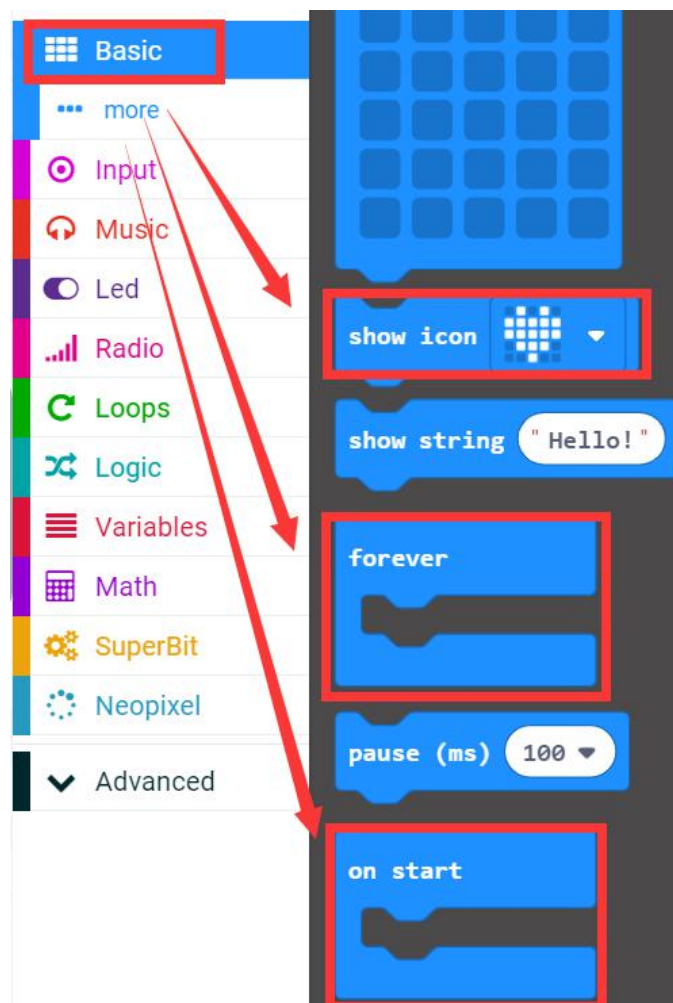 Basic
more
Input
Music
Led
Radio
Loops
Logic
Variables
Math
SuperBit
Neopixel
Advanced
show icon
show string "Hello!"
forever
pause (ms) 100
on start